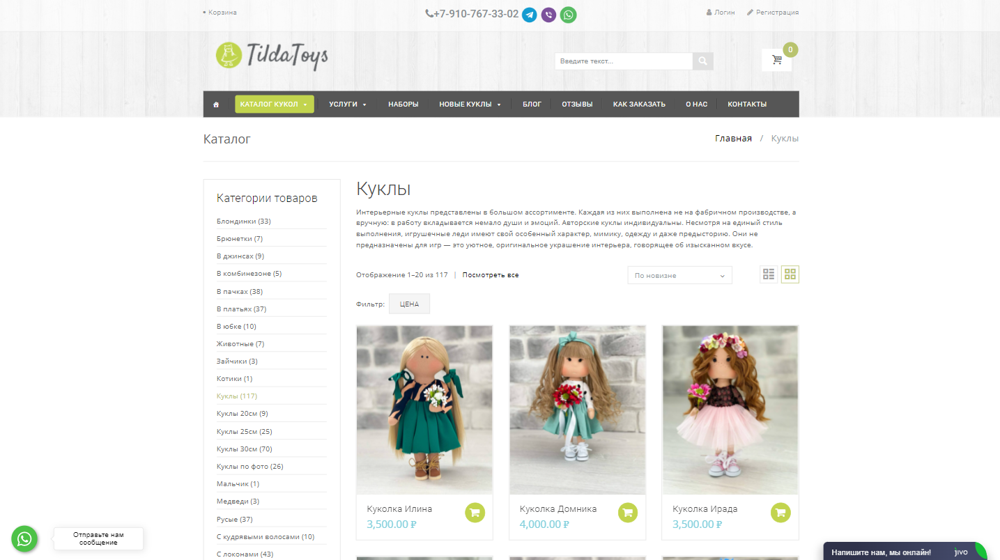 Корзина
+7-910-767-33-02
Логин
Регистрация
TildaToys
Введите текст...
0
КАТАЛОГ КУКОЛ
УСЛУГИ
НАБОРЫ
НОВЫЕ КУКЛЫ
БЛОГ
ОТЗЫВЫ
КАК ЗАКАЗАТЬ
О НАС
КОНТАКТЫ
Каталог
Главная / Куклы
Категории товаров
Блондинки (33)
Брюнетки (7)
В джинсах (9)
В комбинезоне (5)
В пачках (38)
В платьях (37)
В юбке (10)
Животные (7)
Зайчики (3)
Котики (1)
Куклы (117)
Куклы 20см (9)
Куклы 25см (25)
Куклы 30см (70)
Куклы по фото (26)
Мальчик (1)
Медведи (3)
Русые (37)
С кудрявыми волосами (10)
С локонами (43)
Куклы
Интерьерные куклы представлены в большом ассортименте. Каждая из них выполнена не на фабричном производстве, а
вручную: в работу вкладывается немало души и эмоций. Авторские куклы индивидуальны. Несмотря на единый стиль
выполнения, игрушечные леди имеют свой особенный характер, мимику, одежду и даже предысторию. Они не
предназначены для игр — это уютное, оригинальное украшение интерьера, говорящее об изысканном вкусе.
Отображение 1–20 из 117 | Посмотреть все
По новизне
Фильтр: ЦЕНА
Куколка Илина
3,500.00 ₽
Куколка Домника
4,000.00 ₽
Куколка Ирада
3,500.00 ₽
Отправьте нам
сообщение
Напишите нам, мы онлайн!
jivo